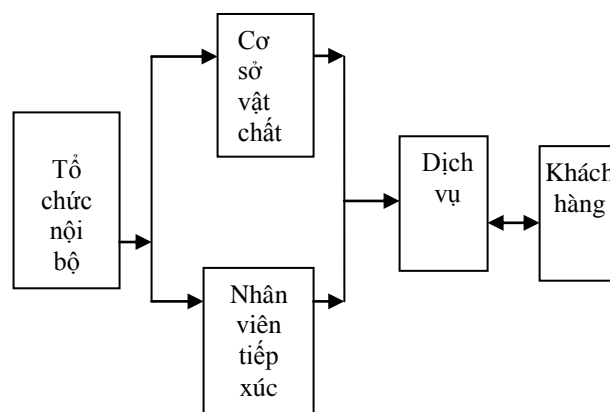 Tổ
chức
nội
bộ
Cơ
sở
vật
chất
Nhân
viên
tiếp
xúc
Dịch
vụ
Khách
hàng